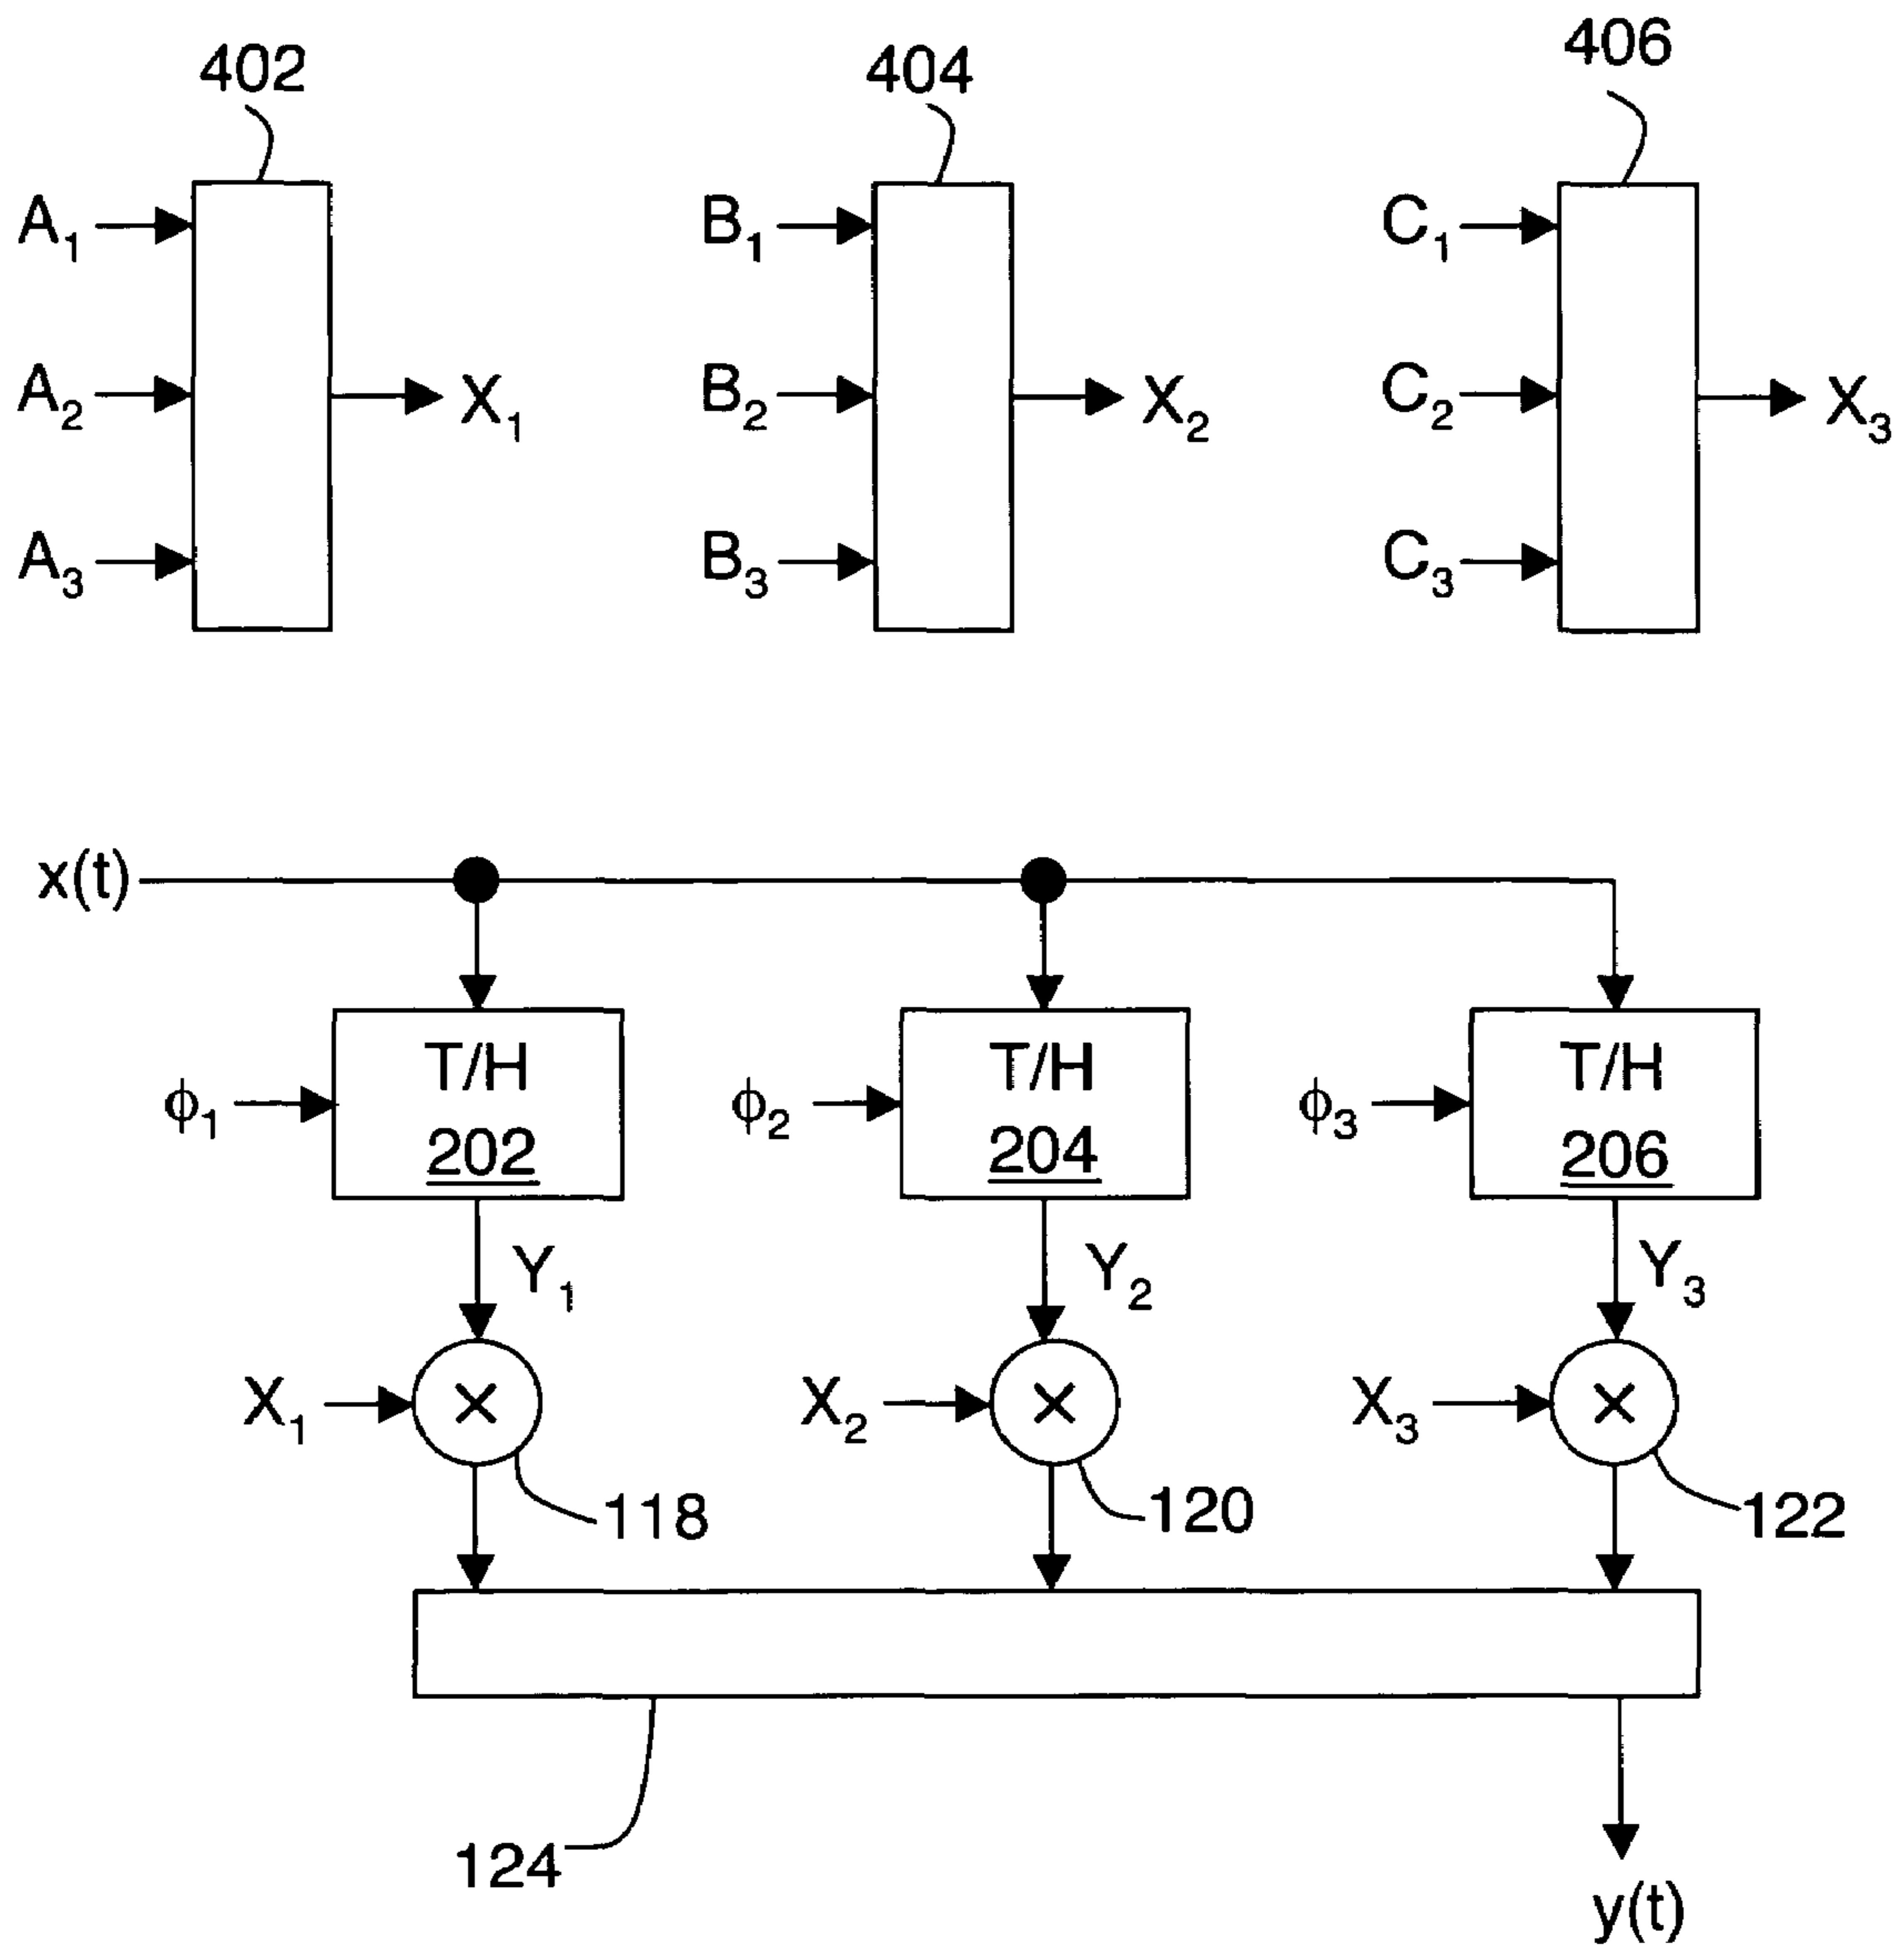 402 404 406
A₁ B₁ C₁
A₂ X₁ B₂ X₂ C₂ X₃
A₃ B₃ C₃
x(t)
T/H T/H T/H
ϕ₁ ϕ₂ ϕ₃
202 204 206
Y₁ Y₂ Y₃
X₁ × X₂ × X₃ ×
118 120 122
124
y(t)